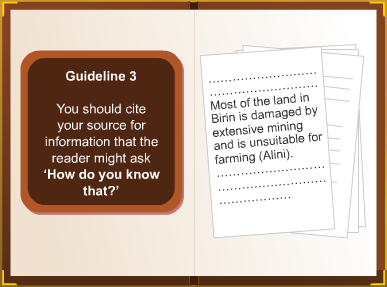 Guideline 3
You should cite
your source for
information that the
reader might ask
‘How do you know
that?’
Most of the land in
Birin is damaged by
extensive mining
and is unsuitable for
farming (Alini).